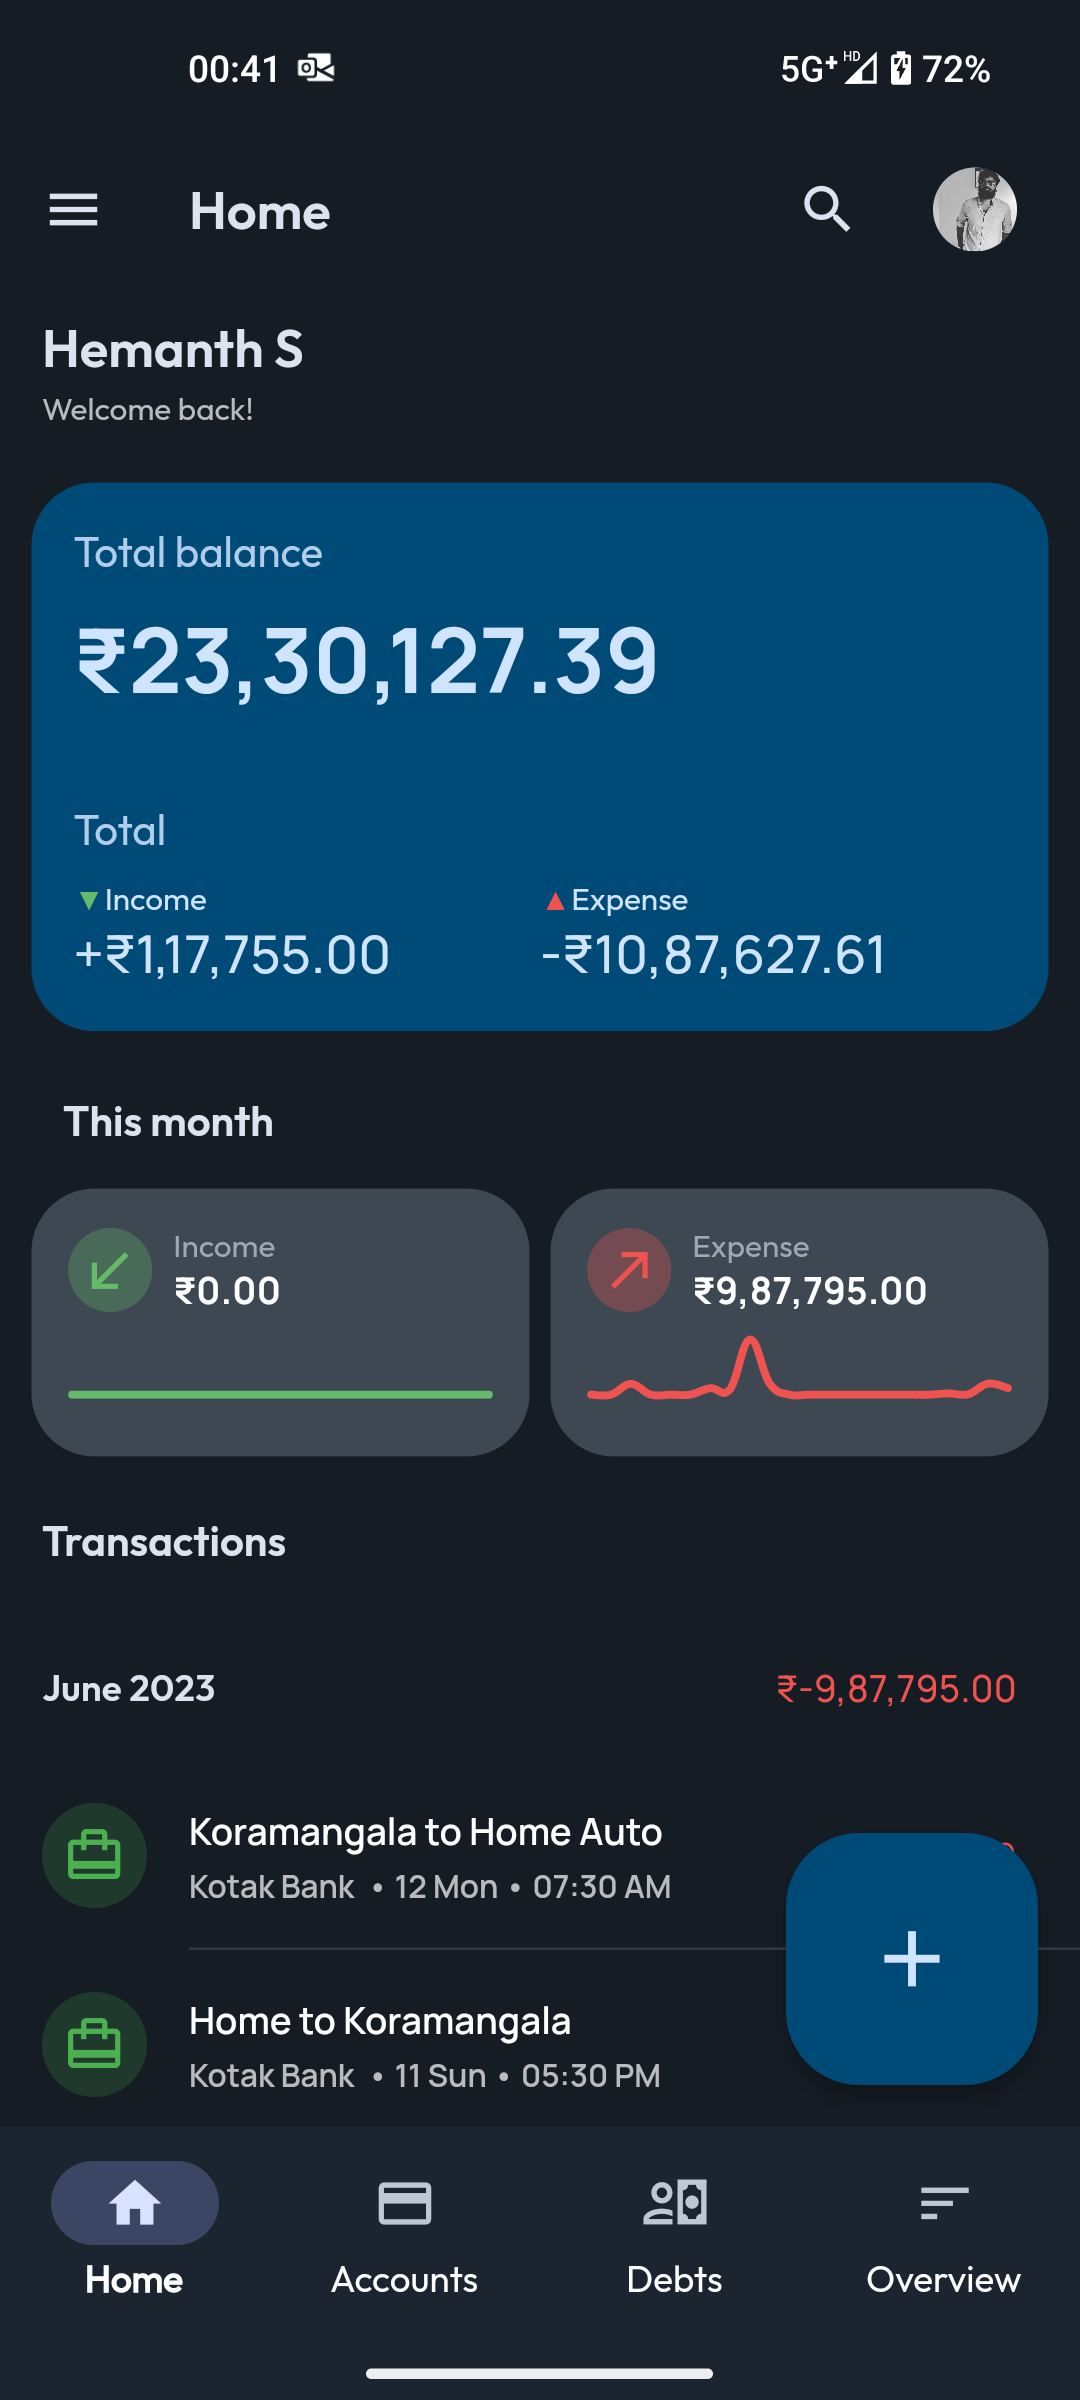 00:41 5G+ HD 72%
Home
Hemanth S
Welcome back!
Total balance
₹23,30,127.39
Total
▼Income ▲Expense
+₹1,17,755.00 -₹10,87,627.61
This month
Income Expense
₹0.00 ₹9,87,795.00
Transactions
June 2023 ₹-9,87,795.00
Koramangala to Home Auto
Kotak Bank • 12 Mon • 07:30 AM
Home to Koramangala
Kotak Bank • 11 Sun • 05:30 PM
Home Accounts Debts Overview